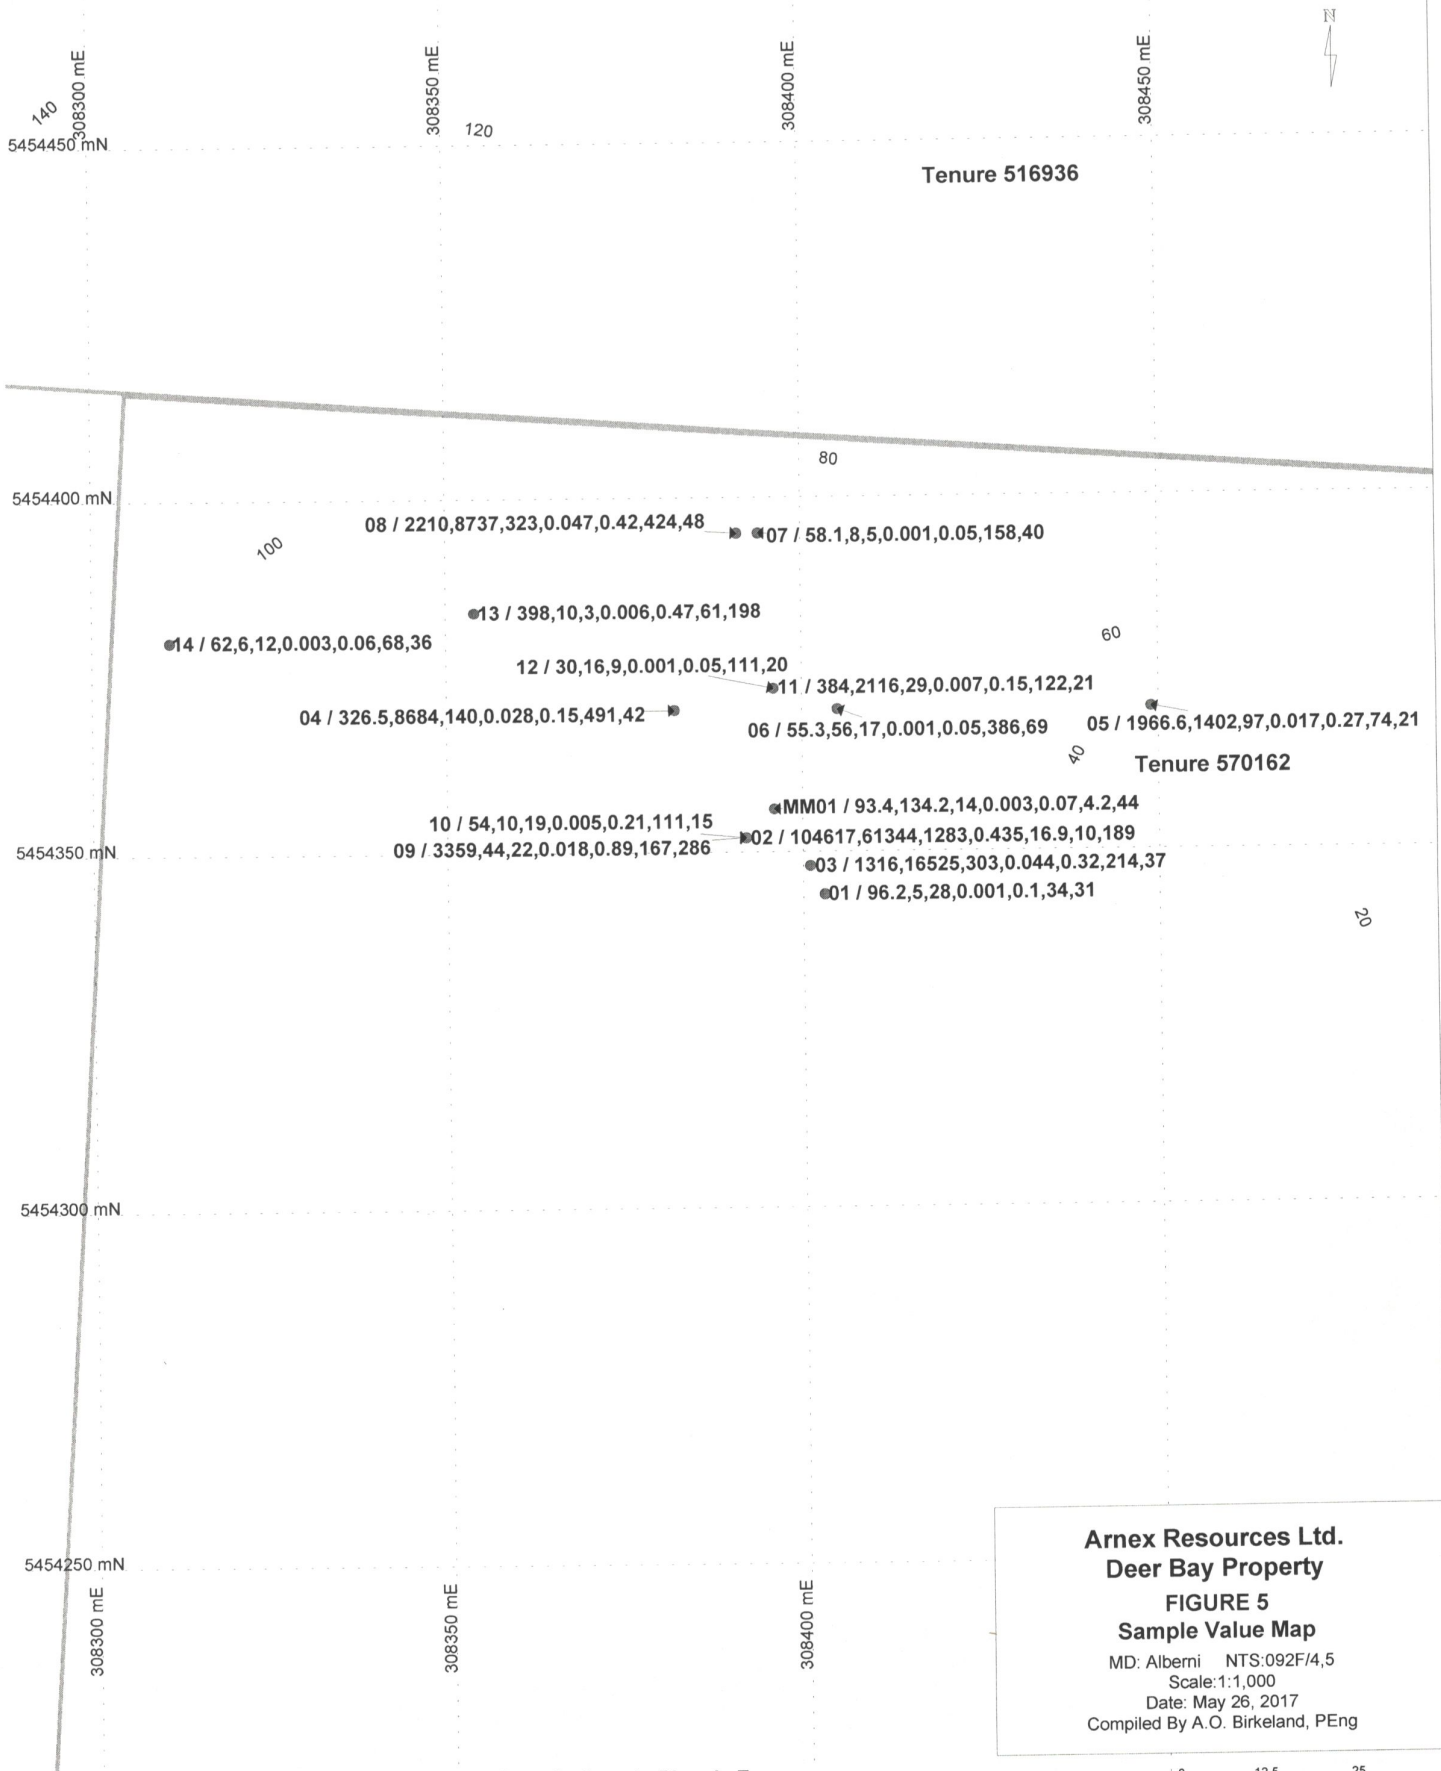 N
308300 mE
308350 mE
308400 mE
308450 mE
140
120
5454450 mN
Tenure 516936
80
5454400 mN
08 / 2210,8737,323,0.047,0.42,424,48
07 / 58.1,8,5,0.001,0.05,158,40
100
13 / 398,10,3,0.006,0.47,61,198
60
14 / 62,6,12,0.003,0.06,68,36
12 / 30,16,9,0.001,0.05,111,20
11 / 384,2116,29,0.007,0.15,122,21
04 / 326.5,8684,140,0.028,0.15,491,42
06 / 55.3,56,17,0.001,0.05,386,69
05 / 1966.6,1402,97,0.017,0.27,74,21
40
Tenure 570162
MM01 / 93.4,134.2,14,0.003,0.07,4.2,44
10 / 54,10,19,0.005,0.21,111,15
02 / 104617,61344,1283,0.435,16.9,10,189
09 / 3359,44,22,0.018,0.89,167,286
5454350 mN
03 / 1316,16525,303,0.044,0.32,214,37
01 / 96.2,5,28,0.001,0.1,34,31
20
5454300 mN
5454250 mN
308300 mE
308350 mE
308400 mE
Arnex Resources Ltd.
Deer Bay Property
FIGURE 5
Sample Value Map
MD: Alberni NTS:092F/4,5
Scale:1:1,000
Date: May 26, 2017
Compiled By A.O. Birkeland, PEng